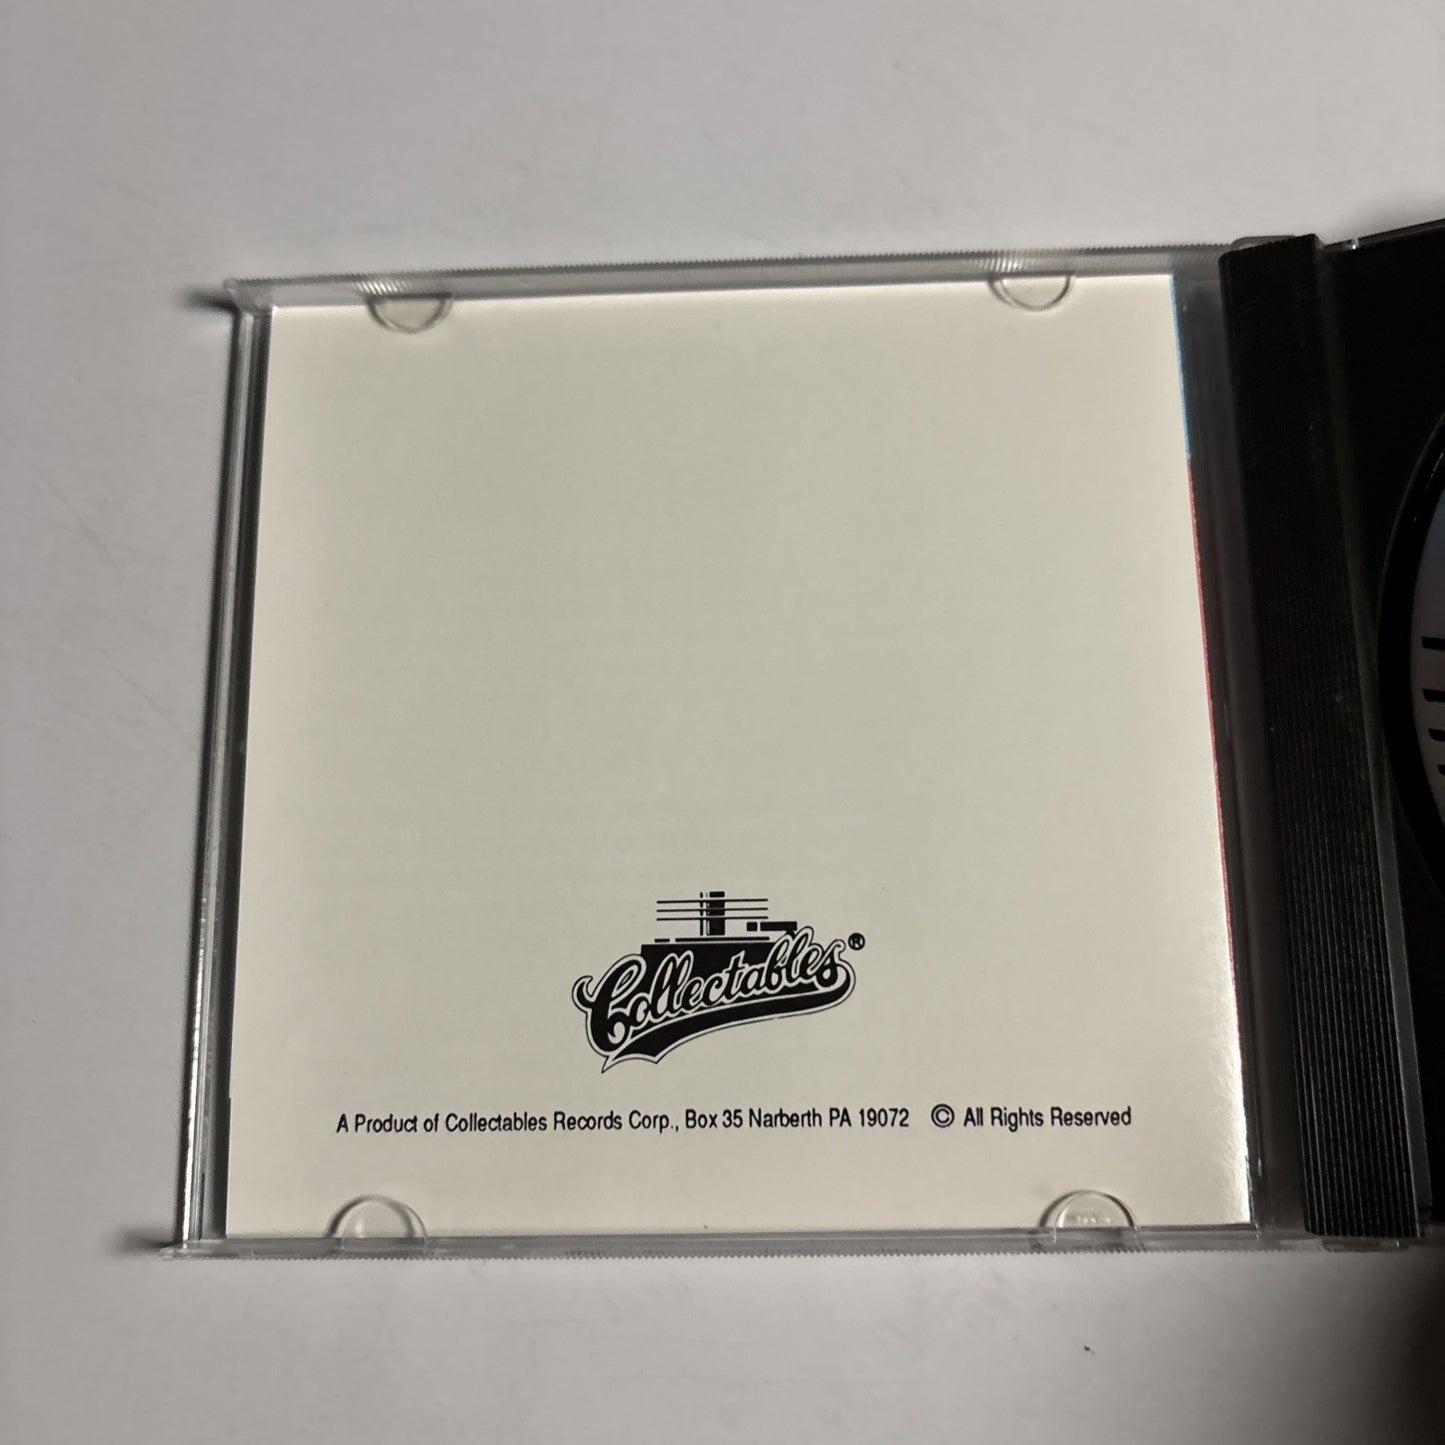 Collectables®
A Product of Collectables Records Corp., Box 35 Narberth PA 19072 © All Rights Reserved